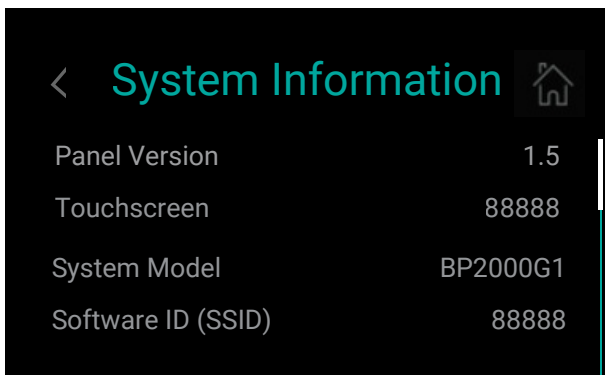 System Information
Panel Version 1.5
Touchscreen 88888
System Model BP2000G1
Software ID (SSID) 88888